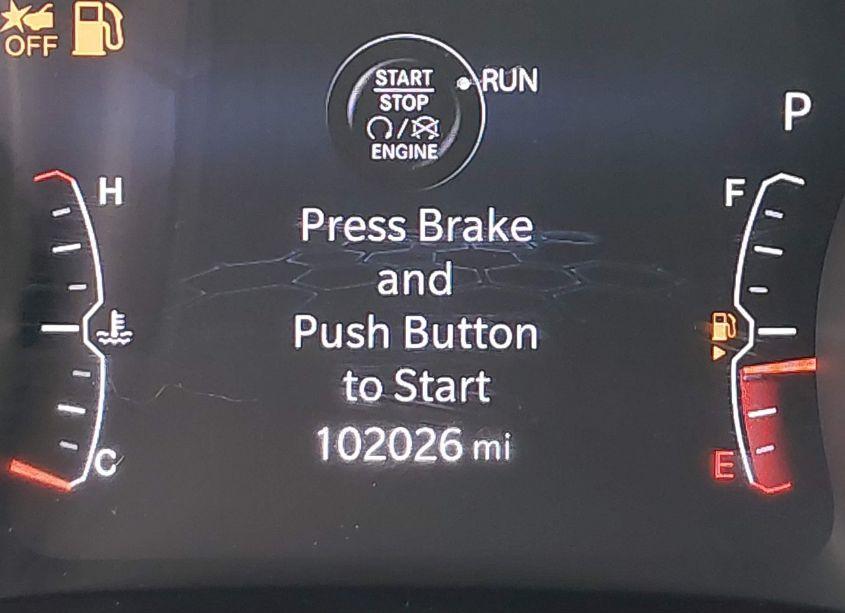 OFF
START
STOP
ENGINE
RUN
P
H
F
Press Brake
and
Push Button
to Start
102026 mi
C
E